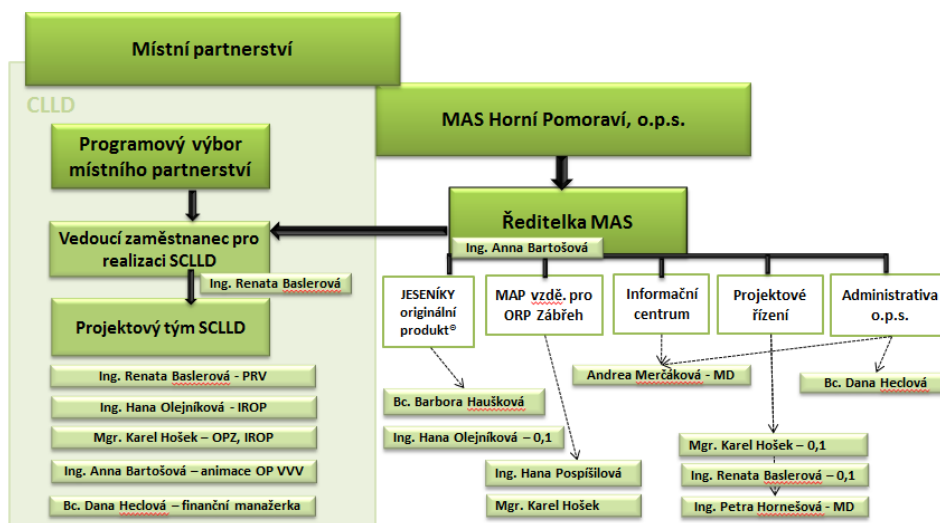 Místní partnerství
CLLD
MAS Horní Pomoraví, o.p.s.
Programový výbor
místního partnerství
Ředitelka MAS
Ing. Anna Bartošová
Vedoucí zaměstnanec pro
realizaci SCLLD
Ing. Renata Baslerová
Projektový tým SCLLD
Ing. Renata Baslerová - PRV
Ing. Hana Olejníková - IROP
Mgr. Karel Hošek – OPZ, IROP
Ing. Anna Bartošová – animace OP VVV
Bc. Dana Heclová – finanční manažerka
JESENÍKY
originální
produkt®
MAP vzdě. pro
ORP Zábřeh
Informační
centrum
Projektové
řízení
Administrativa
o.p.s.
Bc. Barbora Haušková
Ing. Hana Olejníková – 0,1
Ing. Hana Pospíšilová
Mgr. Karel Hošek
Andrea Merčáková - MD
Bc. Dana Heclová
Mgr. Karel Hošek – 0,1
Ing. Renata Baslerová – 0,1
Ing. Petra Hornešová – MD